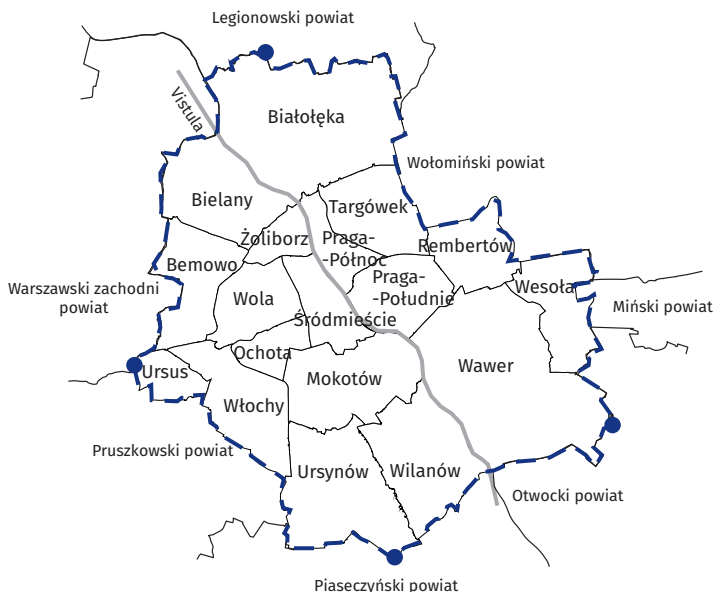 Legionowski powiat
Vistula
Białołęka
Wołomiński powiat
Bielany
Targówek
Żoliborz
Praga-
-Północ
Rembertów
Bemowo
Praga-
-Południe
Wesoła
Warszawski zachodni
powiat
Wola
Śródmieście
Miński powiat
Ochota
Ursus
Mokotów
Wawer
Włochy
Pruszkowski powiat
Ursynów
Wilanów
Otwocki powiat
Piaseczyński powiat